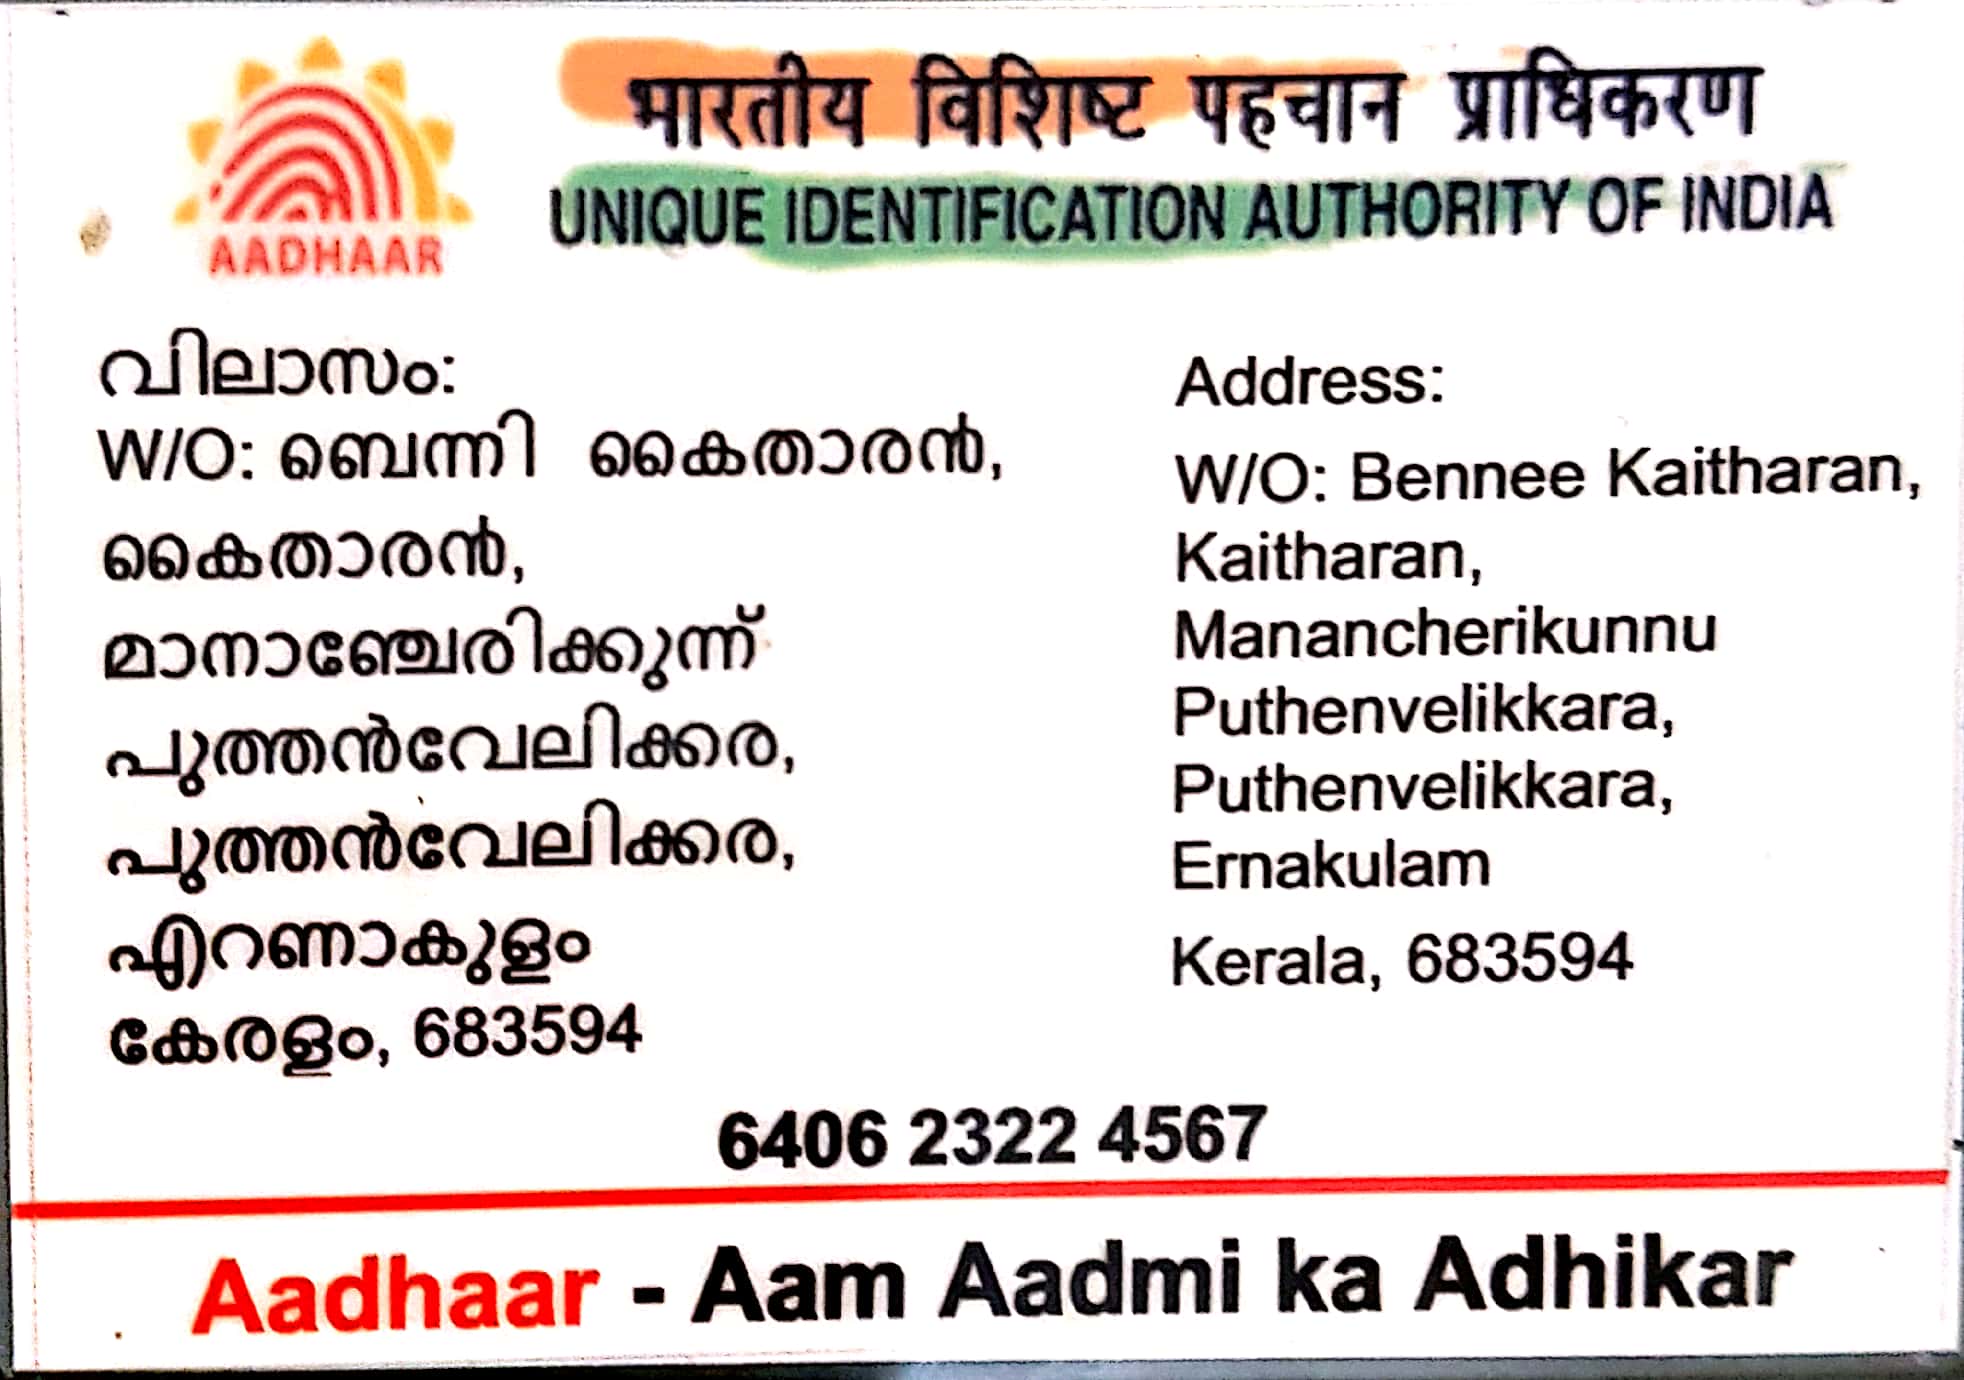 भारतीय विशिष्ट पहचान प्राधिकरण
UNIQUE IDENTIFICATION AUTHORITY OF INDIA
AADHAAR
വിലാസം:
W/O: ബെന്നി കൈതാരൻ,
കൈതാരൻ,
മാനാഞ്ചേരിക്കുന്ന്
പുത്തൻവേലിക്കര,
പുത്തൻവേലിക്കര,
എറണാകുളം
കേരളം, 683594
Address:
W/O: Bennee Kaitharan,
Kaitharan,
Manancherikunnu
Puthenvelikkara,
Puthenvelikkara,
Ernakulam
Kerala, 683594
6406 2322 4567
Aadhaar - Aam Aadmi ka Adhikar